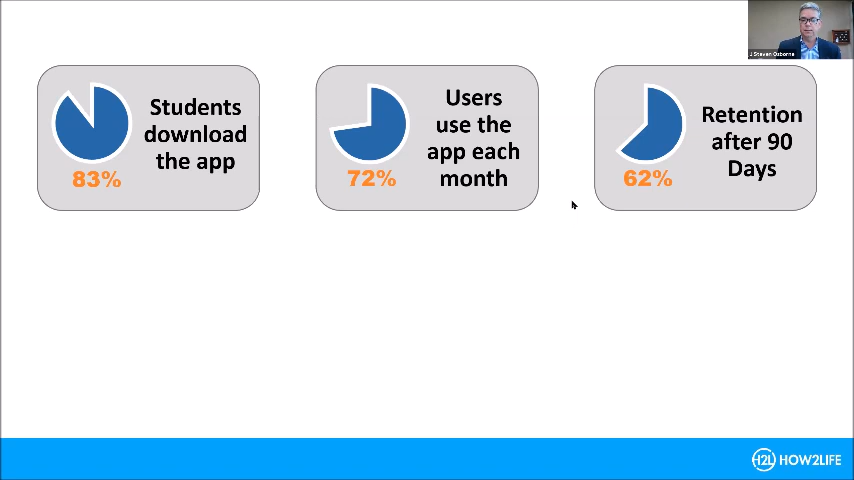 J Steven Osborne
Students
download
the app
83%
Users
use the
app each
month
72%
Retention
after 90
Days
62%
H2L HOW2LIFE